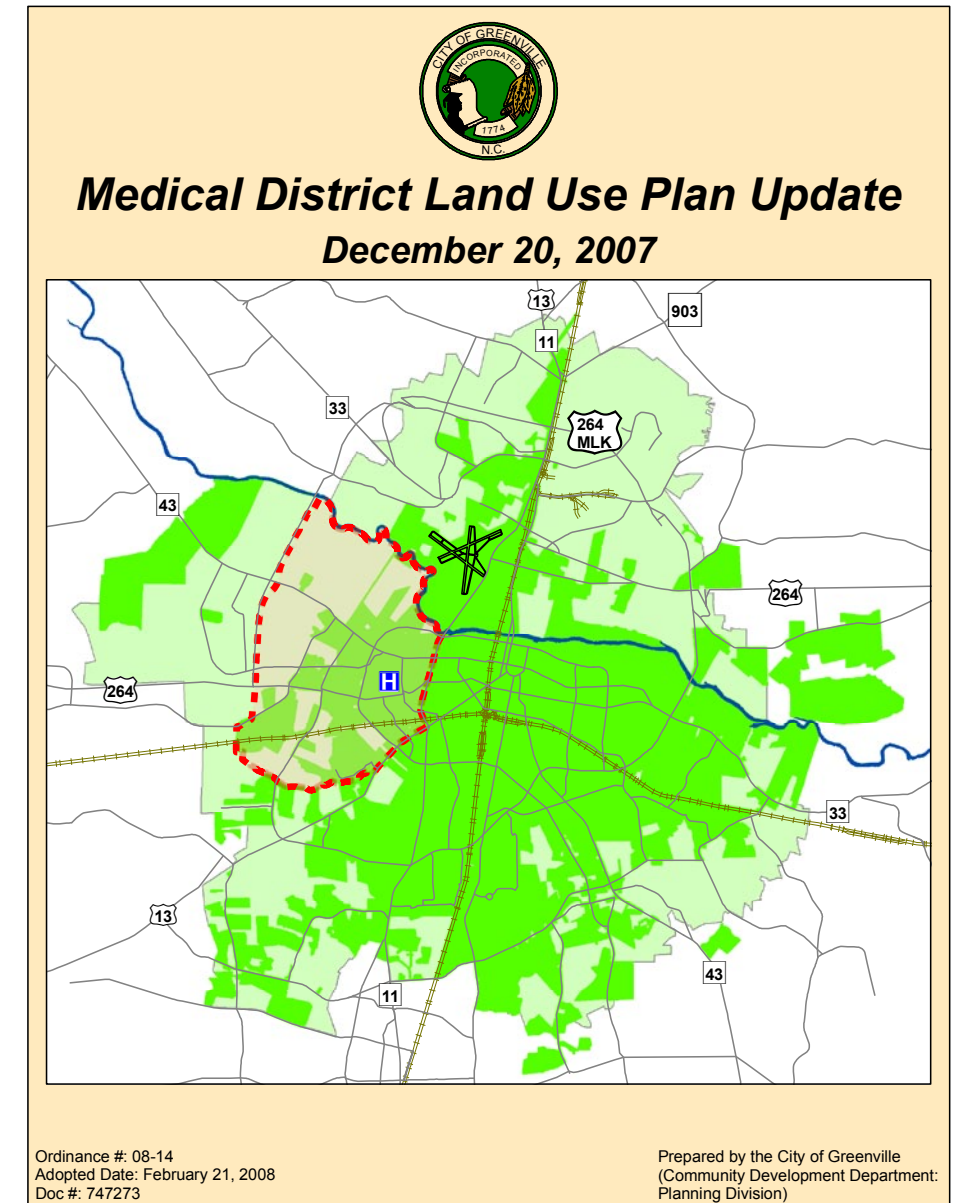 CITY OF GREENVILLE
INCORPORATED
1774
N.C.
Medical District Land Use Plan Update
December 20, 2007
13
903
11
33
264
MLK
43
264
H
264
33
13
43
11
Ordinance #: 08-14
Adopted Date: February 21, 2008
Doc #: 747273
Prepared by the City of Greenville
(Community Development Department:
Planning Division)